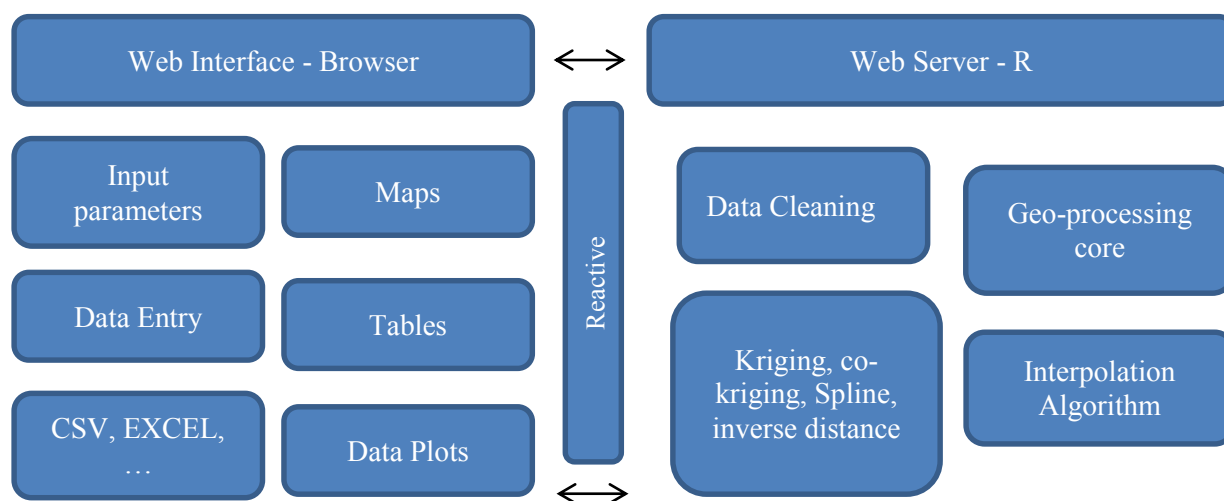 Web Interface - Browser
Web Server - R
Input
parameters
Maps
Data Entry
Tables
CSV, EXCEL,
…
Data Plots
Reactive
Data Cleaning
Geo-processing
core
Kriging, co-
kriging, Spline,
inverse distance
Interpolation
Algorithm